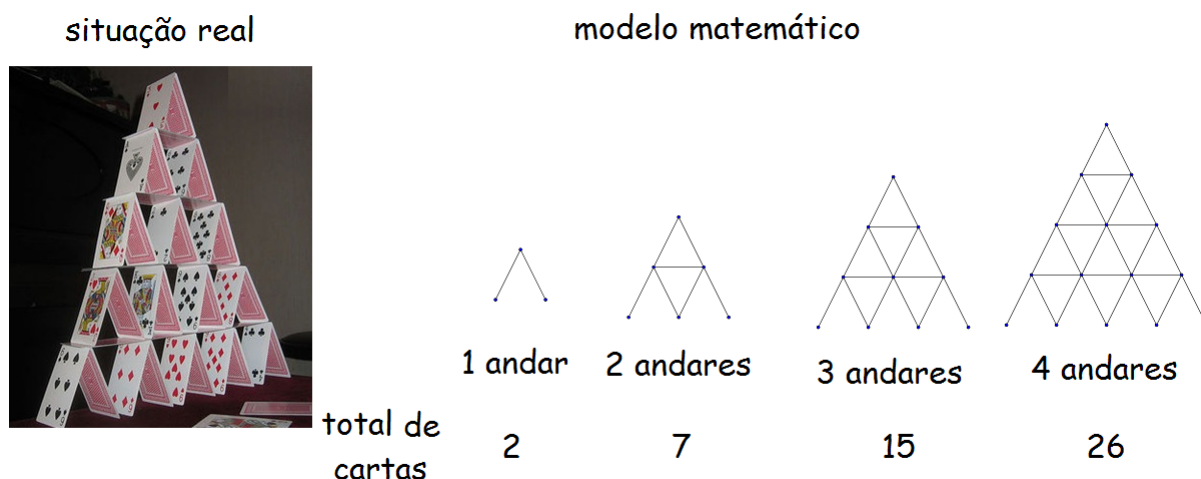 situação real
modelo matemático
1 andar
2 andares
3 andares
4 andares
total de
cartas
2
7
15
26